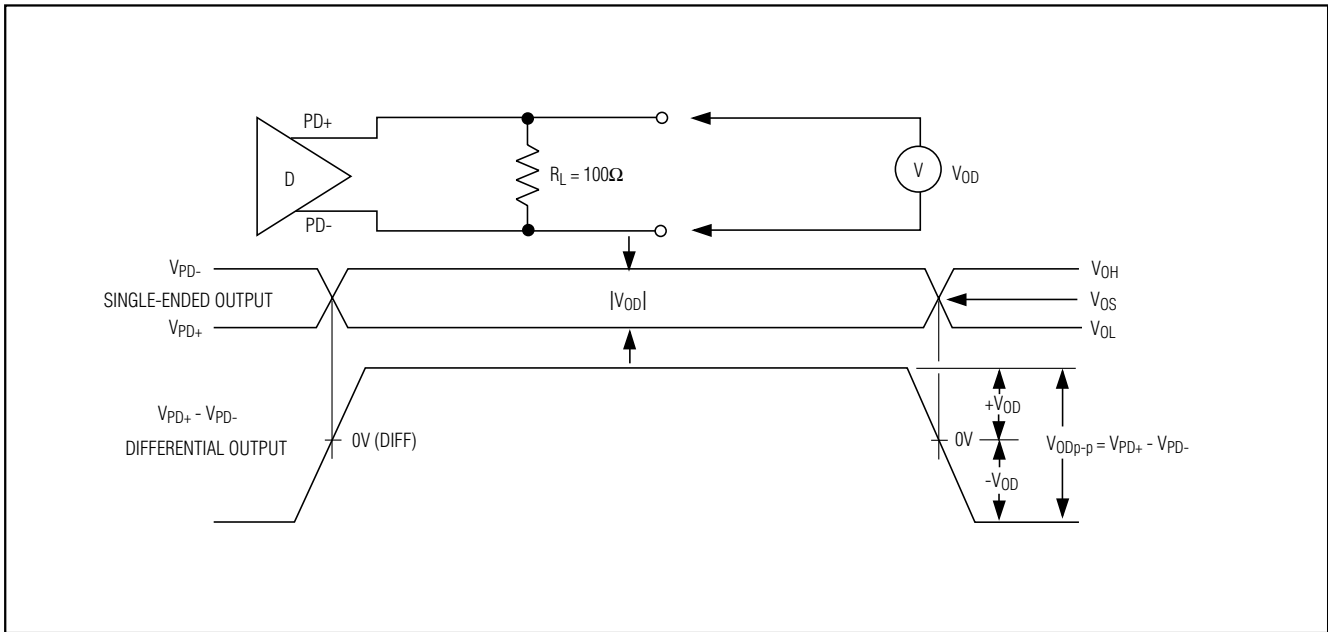 PD+
D
PD-
R_L = 100Ω
V
V_OD
V_PD-
SINGLE-ENDED OUTPUT
V_PD+
|V_OD|
V_OH
V_OS
V_OL
V_PD+ - V_PD-
DIFFERENTIAL OUTPUT
0V (DIFF)
0V
+V_OD
-V_OD
V_ODp-p = V_PD+ - V_PD-